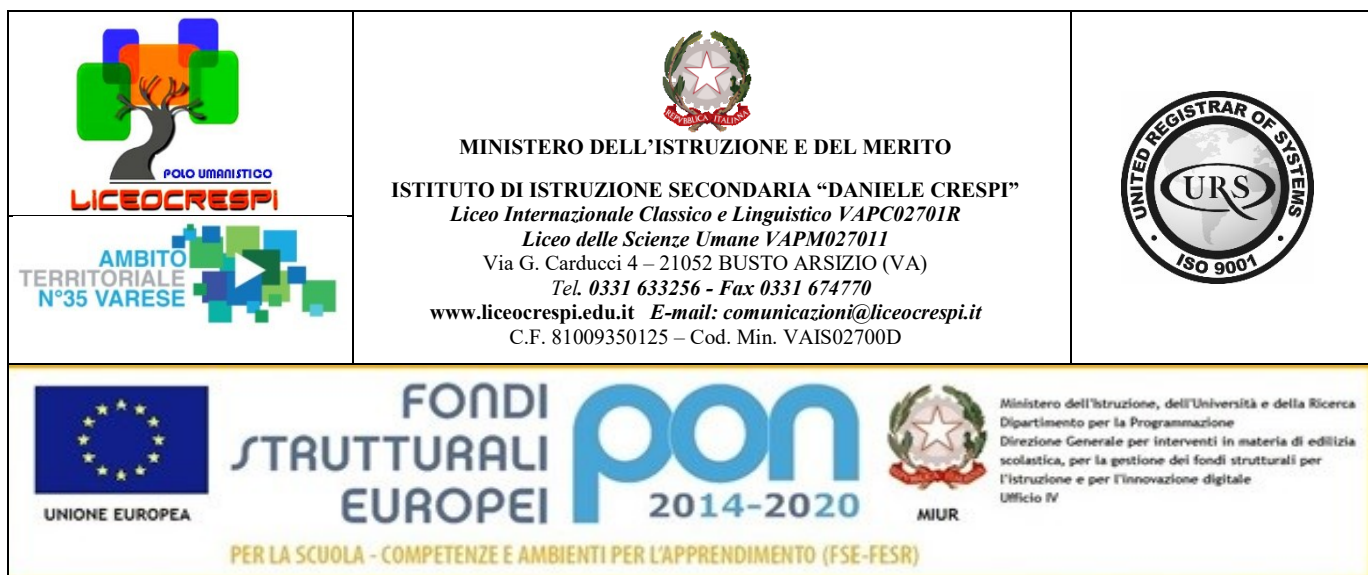 POLO UMANISTICO
LICEOCRESPI
AMBITO
TERRITORIALE
N°35 VARESE
REPVBBLICA ITALIANA
MINISTERO DELL’ISTRUZIONE E DEL MERITO
ISTITUTO DI ISTRUZIONE SECONDARIA “DANIELE CRESPI”
Liceo Internazionale Classico e Linguistico VAPC02701R
Liceo delle Scienze Umane VAPM027011
Via G. Carducci 4 – 21052 BUSTO ARSIZIO (VA)
Tel. 0331 633256 - Fax 0331 674770
www.liceocrespi.edu.it E-mail: comunicazioni@liceocrespi.it
C.F. 81009350125 – Cod. Min. VAIS02700D
UNITED REGISTRAR OF SYSTEMS
URS
ISO 9001
UNIONE EUROPEA
FONDI
STRUTTURALI
EUROPEI
pon
2014-2020
MIUR
Ministero dell'Istruzione, dell'Università e della Ricerca
Dipartimento per la Programmazione
Direzione Generale per interventi in materia di edilizia
scolastica, per la gestione dei fondi strutturali per
l'istruzione e per l'innovazione digitale
Ufficio IV
PER LA SCUOLA - COMPETENZE E AMBIENTI PER L'APPRENDIMENTO (FSE-FESR)